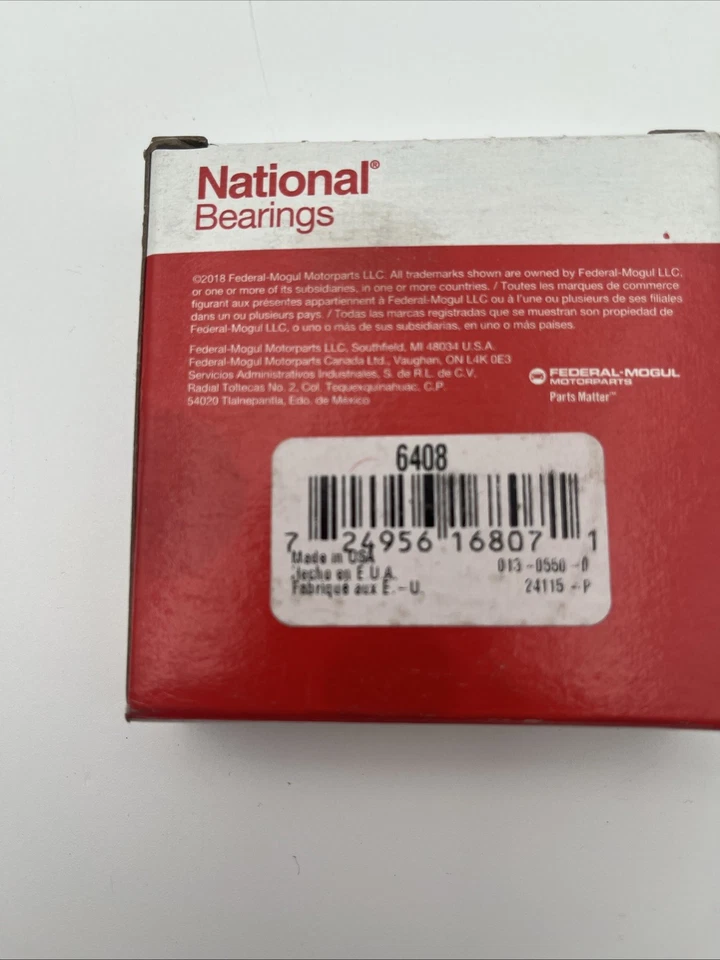 National®
Bearings
©2018 Federal-Mogul Motorparts LLC. All trademarks shown are owned by Federal-Mogul LLC,
or one or more of its subsidiaries, in one or more countries. / Toutes les marques de commerce
figurant aux présentes appartiennent à Federal-Mogul LLC ou à l'une ou plusieurs de ses filiales
dans un ou plusieurs pays. / Todas las marcas registradas que se muestran son propiedad de
Federal-Mogul LLC, o uno o más de sus subsidiarias, en uno o más países.
Federal-Mogul Motorparts LLC, Southfield, MI 48034 U.S.A.
Federal-Mogul Motorparts Canada Ltd., Vaughan, ON L4K 0E3
Servicios Administrativos Industriales, S. de R.L. de C.V.
Radial Toltecas No. 2, Col. Tequexquinahuac, C.P.
54020 Tlalnepantla, Edo. de México
FEDERAL-MOGUL
MOTORPARTS
Parts Matter™
6408
7 24956 16807 1
Made in USA 013-0550-0
.Jecho en E U A. 24115 -P
Fabriqué aux E.-U.